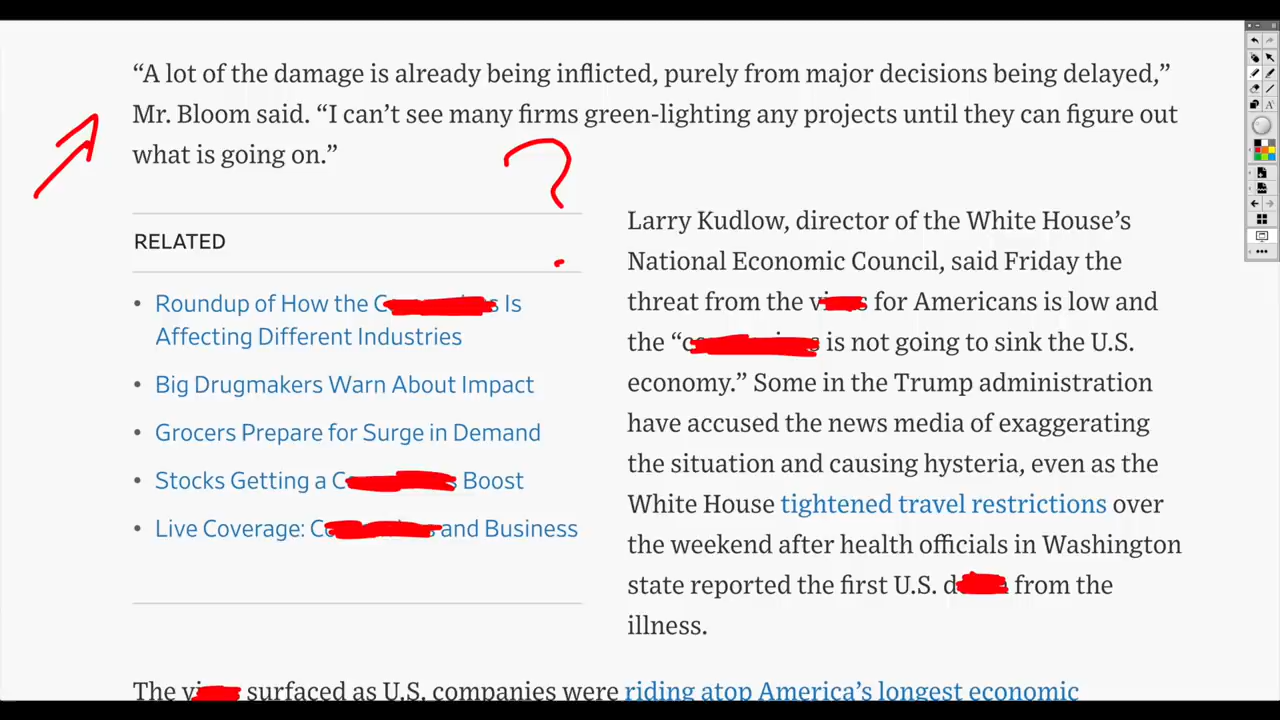 “A lot of the damage is already being inflicted, purely from major decisions being delayed,”
Mr. Bloom said. “I can’t see many firms green-lighting any projects until they can figure out
what is going on.”
?
RELATED
• Roundup of How the Is
Affecting Different Industries
• Big Drugmakers Warn About Impact
• Grocers Prepare for Surge in Demand
• Stocks Getting a Boost
• Live Coverage: and Business
Larry Kudlow, director of the White House’s
National Economic Council, said Friday the
threat from the for Americans is low and
the “ is not going to sink the U.S.
economy.” Some in the Trump administration
have accused the news media of exaggerating
the situation and causing hysteria, even as the
White House tightened travel restrictions over
the weekend after health officials in Washington
state reported the first U.S. from the
illness.
The surfaced as U.S. companies were riding atop America’s longest economic